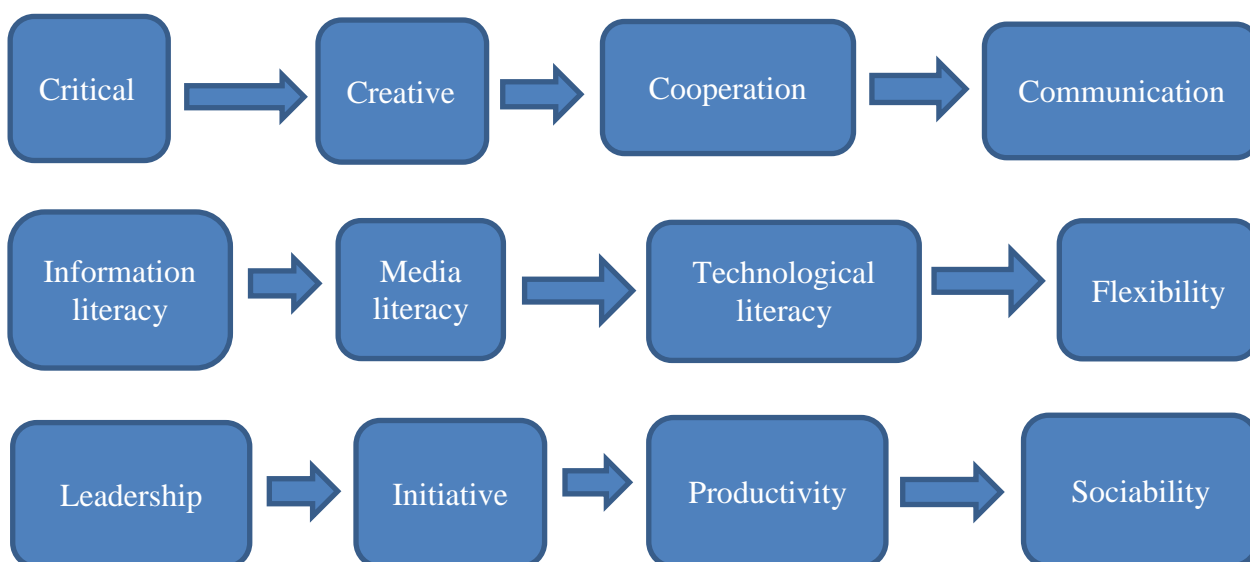 Critical
Creative
Cooperation
Communication
Information
literacy
Media
literacy
Technological
literacy
Flexibility
Leadership
Initiative
Productivity
Sociability